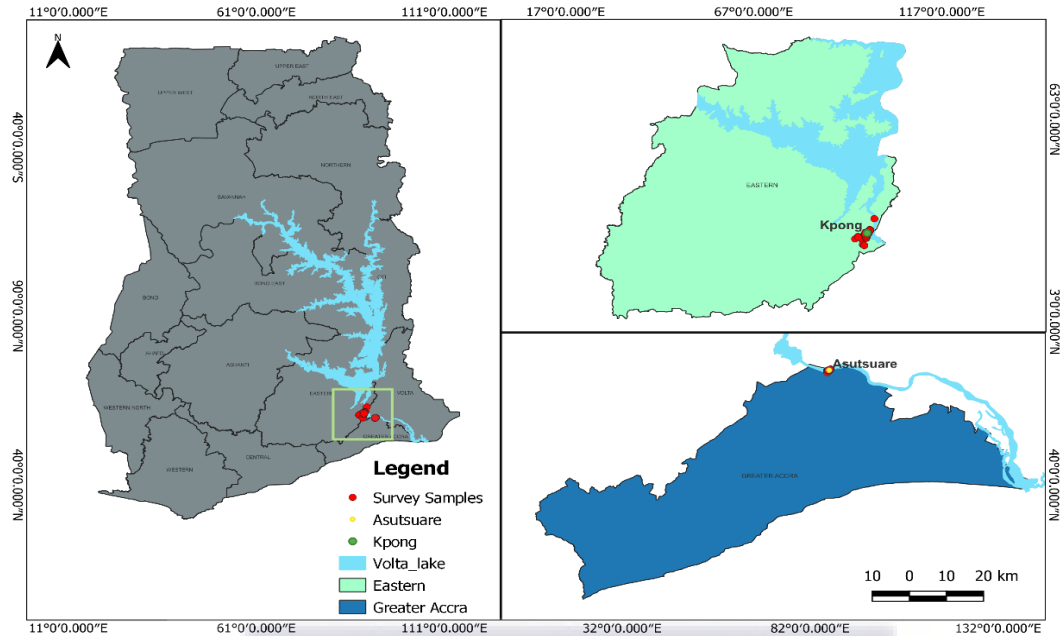 11°0'0.000"E 61°0'0.000"E 111°0'0.000"E
17°0'0.000"E 67°0'0.000"E 117°0'0.000"E
N
UPPER EAST
UPPER WEST
NORTH EAST
40°0'0.000"S
NORTHERN
SAVANNAH
BONO EAST
BONO
AHAFO
ASHANTI
90°0'0.000"N
EASTERN
VOLTA
WESTERN NORTH
GREATER ACCRA
CENTRAL
WESTERN
40°0'0.000"N
Legend
Survey Samples
Asutsuare
Kpong
Volta_lake
Eastern
Greater Accra
11°0'0.000"E 61°0'0.000"E 111°0'0.000"E
63°0'0.000"N
EASTERN
Kpong
3°0'0.000"N
Asutsuare
GREATER ACCRA
40°0'0.000"N
10 0 10 20 km
32°0'0.000"E 82°0'0.000"E 132°0'0.000"E